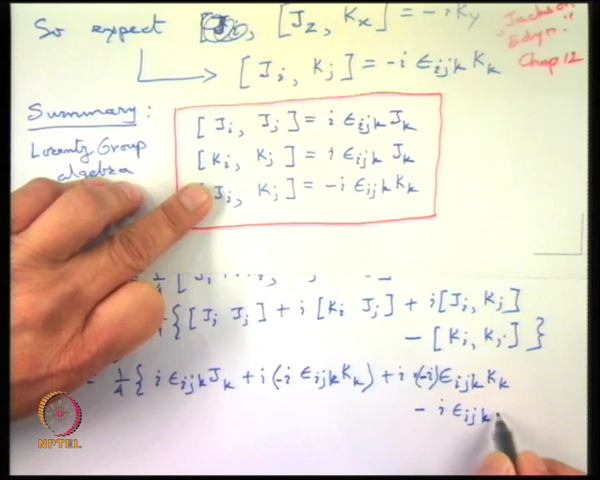 So expect [J_i, [J_z, K_x] = -i K_y
Jackson
"Edyn."
Chap 12
[J_i, K_j] = -i ε_ijk K_k
Summary:
Lorentz Group
algebra
[J_i, J_j] = i ε_ijk J_k
[K_i, K_j] = i ε_ijk J_k
J_i, K_j] = -i ε_ijk K_k
{[J_i J_j] + i [K_i J_j] + i[J_i, K_j]
- [K_i, K_j]}
1/4 { i ε_ijk J_k + i (-i ε_ijk K_k) + i (-i) ε_ijk K_k
- i ε_ijk
NPTEL